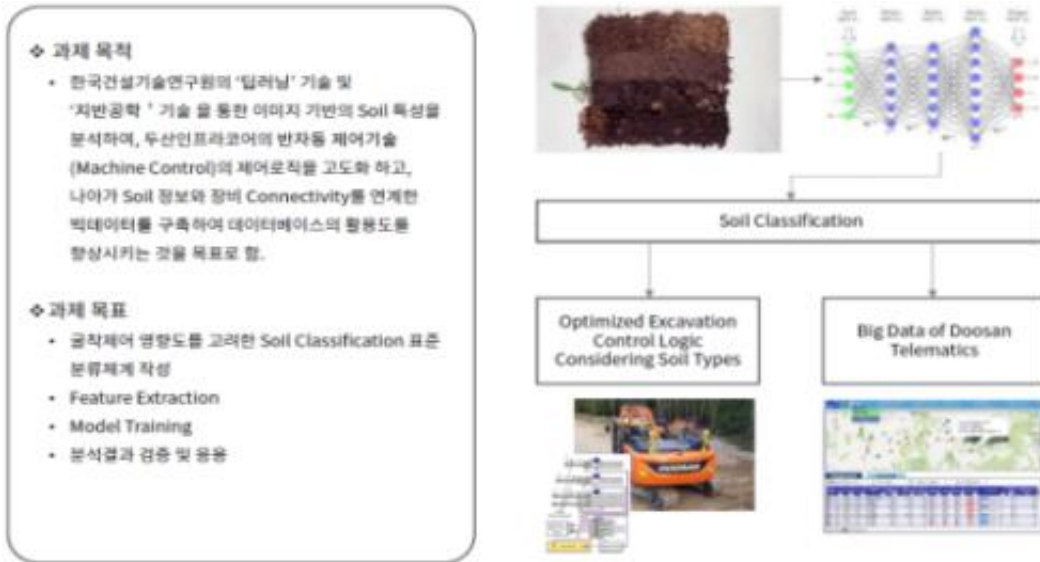 ❖ 과제 목적
• 한국건설기술연구원의 '딥러닝' 기술 및
'지반공학' 기술 을 통한 이미지 기반의 Soil 특성을
분석하여, 두산인프라코어의 반자동 제어기술
(Machine Control)의 제어로직을 고도화 하고,
나아가 Soil 정보와 장비 Connectivity를 연계한
빅데이터를 구축하여 데이터베이스의 활용도를
향상시키는 것을 목표로 함.
❖ 과제 목표
• 굴착제어 영향도를 고려한 Soil Classification 표준
분류체계 작성
• Feature Extraction
• Model Training
• 분석결과 검증 및 응용
Soil Classification
Optimized Excavation
Control Logic
Considering Soil Types
Big Data of Doosan
Telematics
DOOSAN